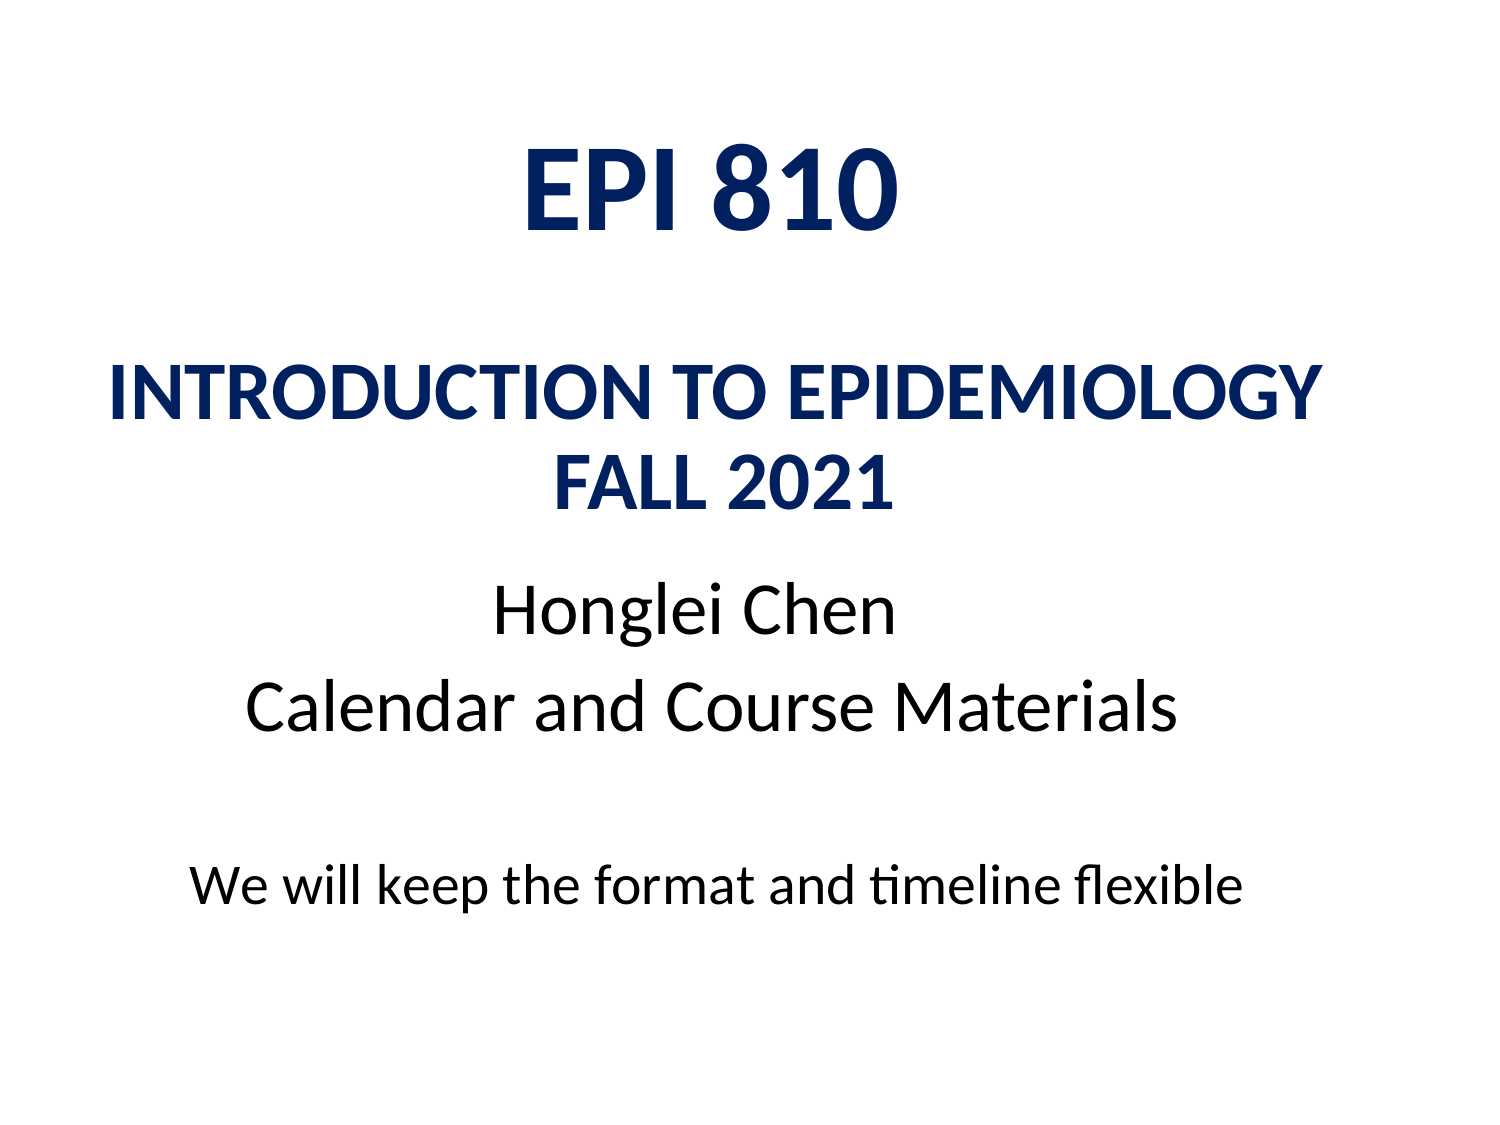 EPI 810
INTRODUCTION TO EPIDEMIOLOGY
FALL 2021
Honglei Chen
Calendar and Course Materials
We will keep the format and timeline flexible